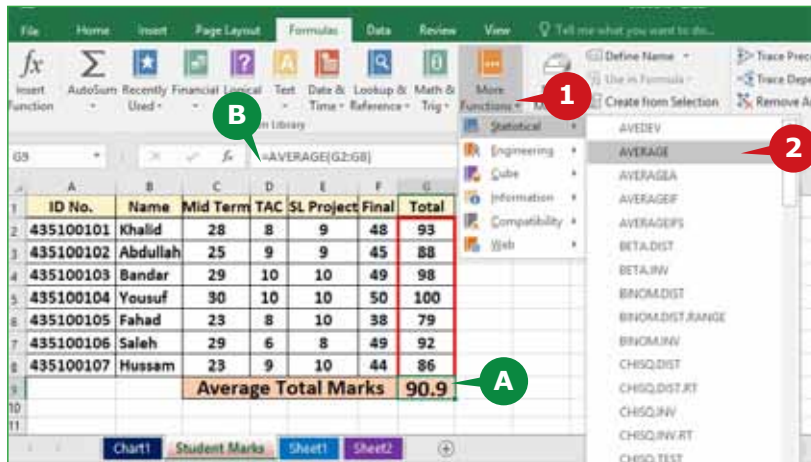 File Home Insert Page Layout Formulas Data Review View Tell me what you want to do...
fx Σ ? A θ
Insert Function AutoSum Recently Used Financial Logical Text Date & Time Lookup & Reference Math & Trig More Functions
Define Name
Use in Formula
Create from Selection
Trace Prec
Trace Depe
Remove A
Library
1
B
G9 fx =AVERAGE(G2:G8)
A B C D E F G
1 ID No. Name Mid Term TAC SL Project Final Total
2 435100101 Khalid 28 8 9 48 93
3 435100102 Abdullah 25 9 9 45 88
4 435100103 Bandar 29 10 10 49 98
5 435100104 Yousuf 30 10 10 50 100
6 435100105 Fahad 23 8 10 38 79
7 435100106 Saleh 29 6 8 49 92
8 435100107 Hussam 23 9 10 44 86
9 Average Total Marks 90.9
10
11
A
Statistical
Engineering
Cube
Information
Compatibility
Web
AVEDEV
AVERAGE
2
AVERAGEA
AVERAGEIF
AVERAGEIFS
BETA.DIST
BETA.INV
BINOM.DIST
BINOM.DIST.RANGE
BINOM.INV
CHISQ.DIST
CHISQ.DIST.RT
CHISQ.INV
CHISQ.INV.RT
CHISQ.TEST
Chart1 Student Marks Sheet1 Sheet2